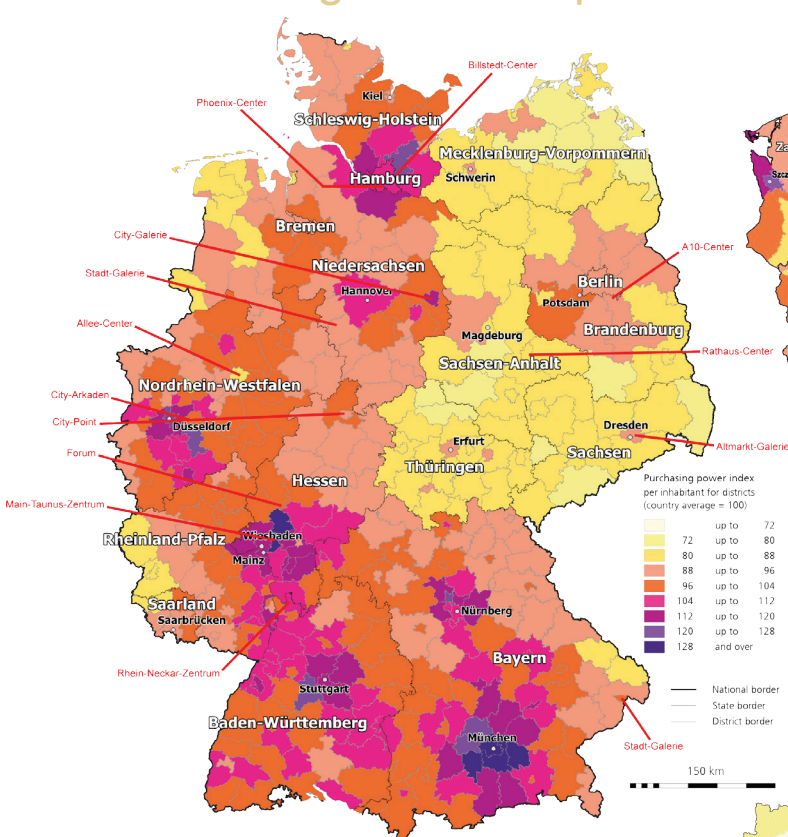 Billstedt-Center
Phoenix-Center
Kiel
Schleswig-Holstein
Mecklenburg-Vorpommern
Hamburg
Schwerin
Bremen
City-Galerie
A10-Center
Niedersachsen
Stadt-Galerie
Berlin
Hannover
Potsdam
Allee-Center
Magdeburg
Brandenburg
Rathaus-Center
Sachsen-Anhalt
Nordrhein-Westfalen
City-Arkaden
City-Point
Düsseldorf
Dresden
Erfurt
Altmarkt-Galerie
Forum
Sachsen
Thüringen
Hessen
Main-Taunus-Zentrum
Wiesbaden
Rheinland-Pfalz
Mainz
Saarland
Nürnberg
Saarbrücken
Bayern
Rhein-Neckar-Zentrum
Stuttgart
Baden-Württemberg
München
Stadt-Galerie
Purchasing power index
per inhabitant for districts
(country average = 100)
up to 72
72 up to 80
80 up to 88
88 up to 96
96 up to 104
104 up to 112
112 up to 120
120 up to 128
128 and over
National border
State border
District border
150 km